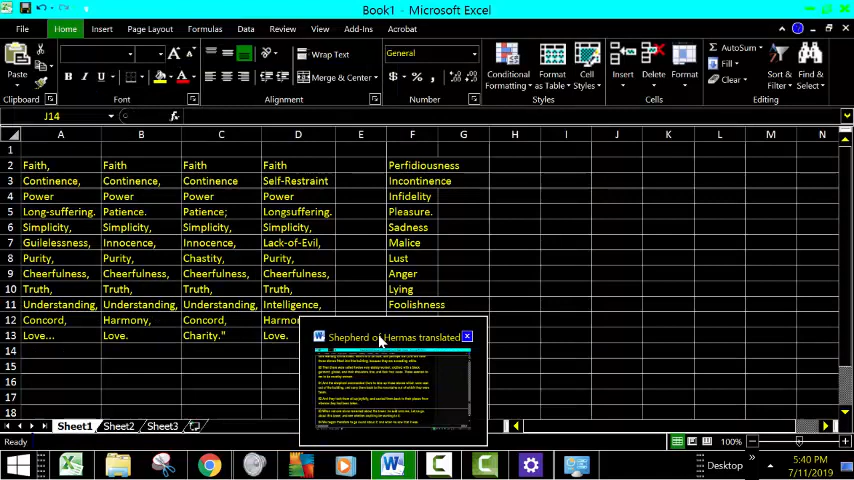 Book1 - Microsoft Excel
File Home Insert Page Layout Formulas Data Review View Add-Ins Acrobat
Paste
Clipboard
Font
Wrap Text
Merge & Center
Alignment
General
Number
Conditional Formatting
Format as Table
Cell Styles
Styles
Insert Delete Format
Cells
AutoSum
Fill
Clear
Sort & Filter
Find & Select
Editing
J14 fx
A B C D E F G H I J K L M N
1
2 Faith, Faith Faith Faith Perfidiousness
3 Continence, Continence, Continence Self-Restraint Incontinence
4 Power Power Power Power Infidelity
5 Long-suffering. Patience. Patience; Longsuffering. Pleasure.
6 Simplicity, Simplicity, Simplicity, Simplicity, Sadness
7 Guilelessness, Innocence, Innocence, Lack-of-Evil, Malice
8 Purity, Purity, Chastity, Purity, Lust
9 Cheerfulness, Cheerfulness, Cheerfulness, Cheerfulness, Anger
10 Truth, Truth, Truth, Truth, Lying
11 Understanding, Understanding, Understanding, Intelligence, Foolishness
12 Concord, Harmony, Concord,
13 Love... Love. Charity." Love.
14
15
16
17
18
Shepherd of Hermas translated
Sheet1 Sheet2 Sheet3
Ready 100%
Desktop
5:40 PM
7/11/2019